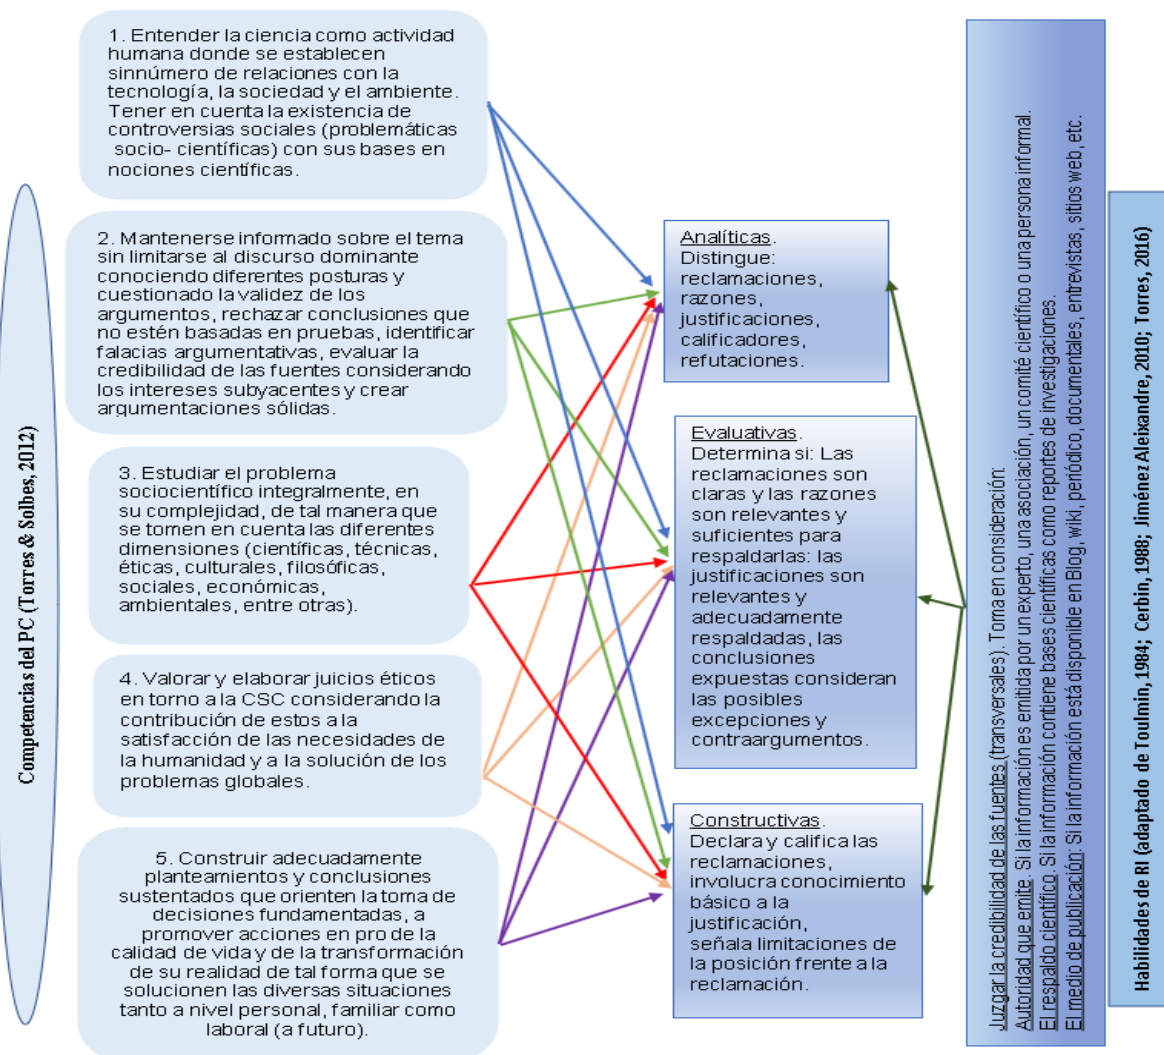 Competencias del PC (Torres & Solbes, 2012)
1. Entender la ciencia como actividad
humana donde se establecen
sinnúmero de relaciones con la
tecnología, la sociedad y el ambiente.
Tener en cuenta la existencia de
controversias sociales (problemáticas
socio- científicas) con sus bases en
nociones científicas.
2. Mantenerse informado sobre el tema
sin limitarse al discurso dominante
conociendo diferentes posturas y
cuestionado la validez de los
argumentos, rechazar conclusiones que
no estén basadas en pruebas, identificar
falacias argumentativas, evaluar la
credibilidad de las fuentes considerando
los intereses subyacentes y crear
argumentaciones sólidas.
3. Estudiar el problema
sociocientífico integralmente, en
su complejidad, de tal manera que
se tomen en cuenta las diferentes
dimensiones (científicas, técnicas,
éticas, culturales, filosóficas,
sociales, económicas,
ambientales, entre otras).
4. Valorar y elaborar juicios éticos
en torno a la CSC considerando la
contribución de estos a la
satisfacción de las necesidades de
la humanidad y a la solución de los
problemas globales.
5. Construir adecuadamente
planteamientos y conclusiones
sustentados que orienten la toma de
decisiones fundamentadas, a
promover acciones en pro de la
calidad de vida y de la transformación
de su realidad de tal forma que se
solucionen las diversas situaciones
tanto a nivel personal, familiar como
laboral (a futuro).
Analíticas.
Distingue:
reclamaciones,
razones,
justificaciones,
calificadores,
refutaciones.
Evaluativas.
Determina si: Las
reclamaciones son
claras y las razones
son relevantes y
suficientes para
respaldarlas: las
justificaciones son
relevantes y
adecuadamente
respaldadas, las
conclusiones
expuestas consideran
las posibles
excepciones y
contraargumentos.
Constructivas.
Declara y califica las
reclamaciones,
involucra conocimiento
básico a la
justificación,
señala limitaciones de
la posición frente a la
reclamación.
Juzgar la credibilidad de las fuentes (transversales). Toma en consideración:
Autoridad que emite. Si la información es emitida por un experto, una asociación, un comité científico o una persona informal.
El respaldo científico. Si la información contiene bases científicas como reportes de investigaciones.
El medio de publicación: Si la información está disponible en Blog, wiki, periódico, documentales, entrevistas, sitios web, etc.
Habilidades de RI (adaptado de Toulmin, 1984; Cerbin, 1988; Jiménez Aleixandre, 2010; Torres, 2016)